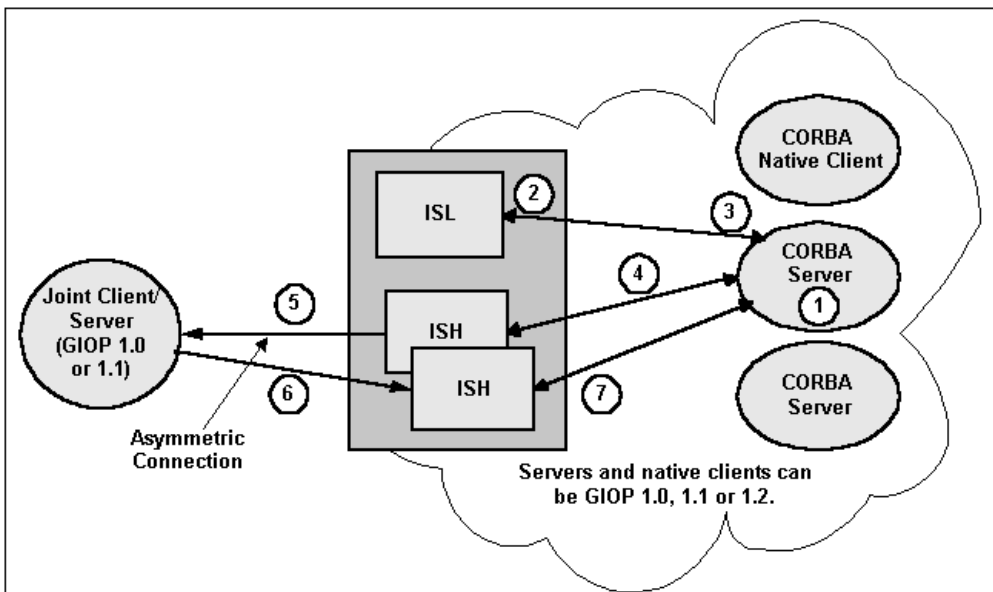 CORBA
Native Client
ISL
2
3
CORBA
Server
1
4
Joint Client/
Server
(GIOP 1.0
or 1.1)
5
ISH
ISH
6
7
CORBA
Server
Asymmetric
Connection
Servers and native clients can
be GIOP 1.0, 1.1 or 1.2.